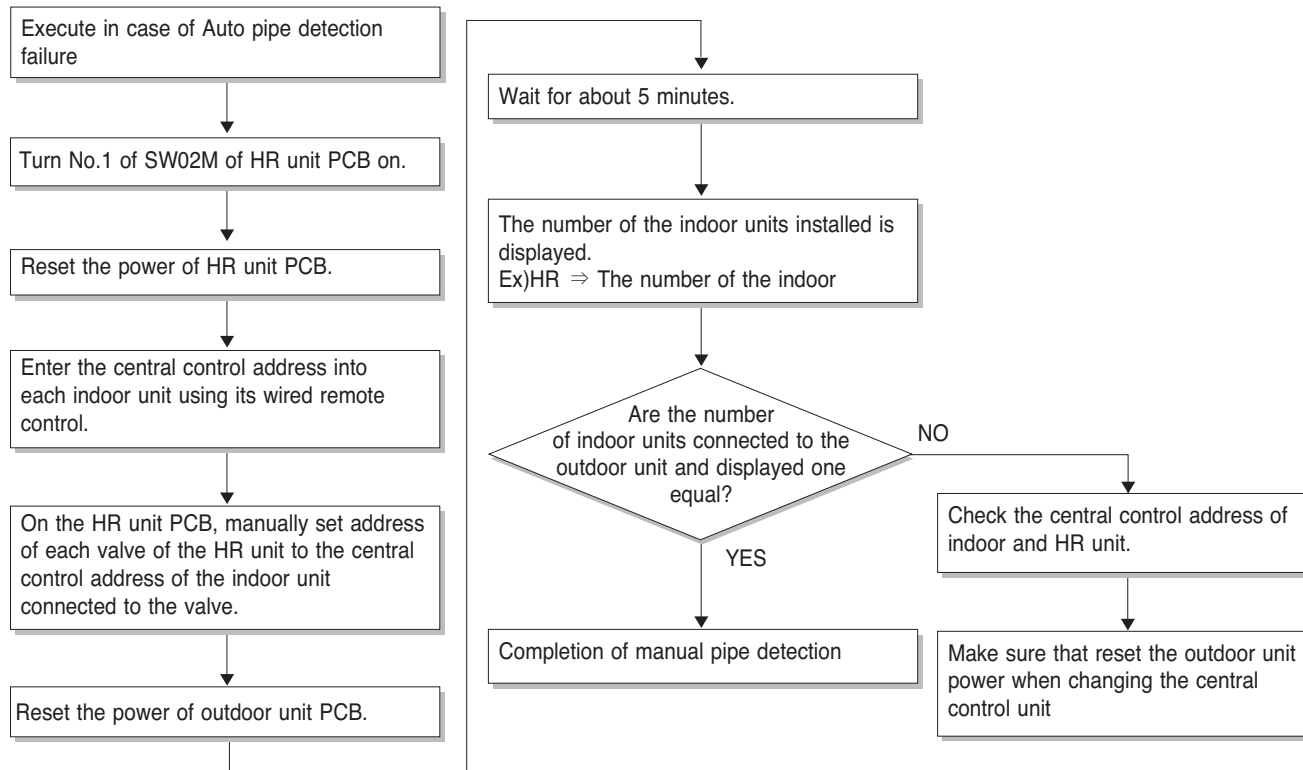 Execute in case of Auto pipe detection
failure
Turn No.1 of SW02M of HR unit PCB on.
Reset the power of HR unit PCB.
Enter the central control address into
each indoor unit using its wired remote
control.
On the HR unit PCB, manually set address
of each valve of the HR unit to the central
control address of the indoor unit
connected to the valve.
Reset the power of outdoor unit PCB.
Wait for about 5 minutes.
The number of the indoor units installed is
displayed.
Ex)HR ⇒ The number of the indoor
Are the number
of indoor units connected to the
outdoor unit and displayed one
equal?
NO
YES
Completion of manual pipe detection
Check the central control address of
indoor and HR unit.
Make sure that reset the outdoor unit
power when changing the central
control unit